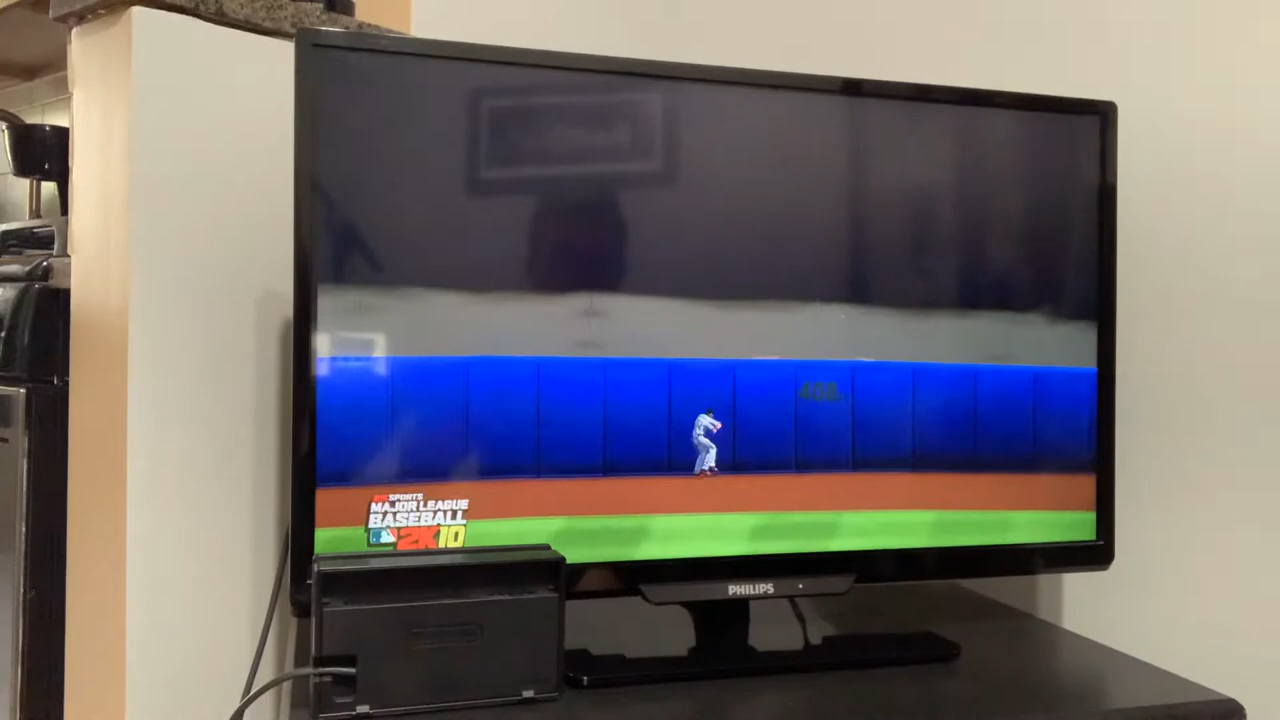 408
2K SPORTS
MAJOR LEAGUE
BASEBALL
2K10
PHILIPS